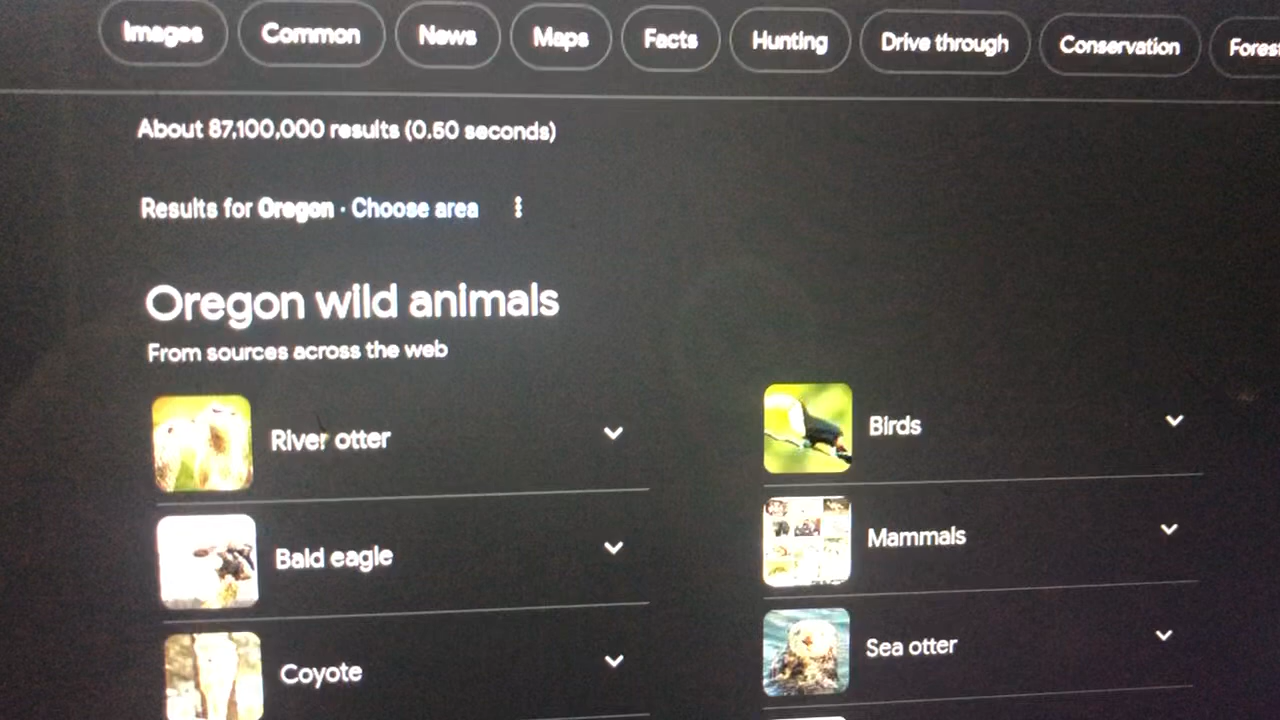 Images Common News Maps Facts Hunting Drive through Conservation Forest
About 87,100,000 results (0.50 seconds)
Results for Oregon · Choose area
Oregon wild animals
From sources across the web
River otter
Birds
Bald eagle
Mammals
Coyote
Sea otter